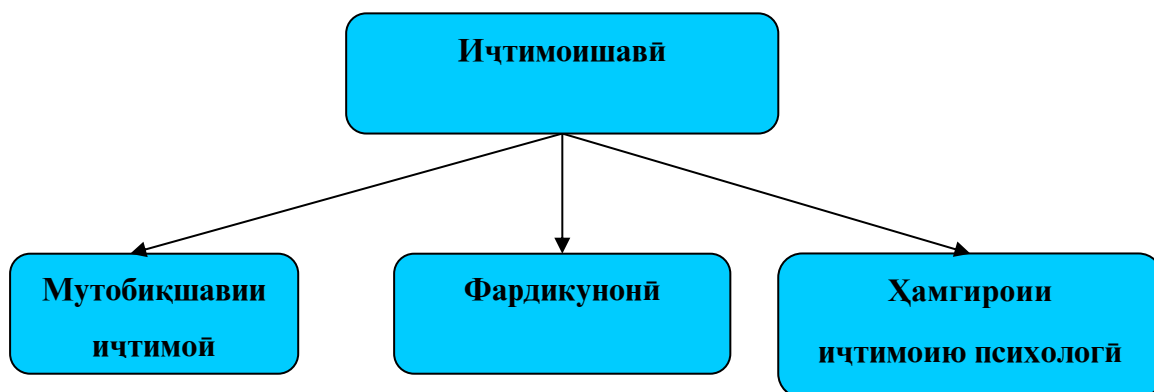 Иҷтимоишавӣ
Мутобиқшавии
иҷтимоӣ
Фардикунонӣ
Ҳамгироии
иҷтимоию психологӣ